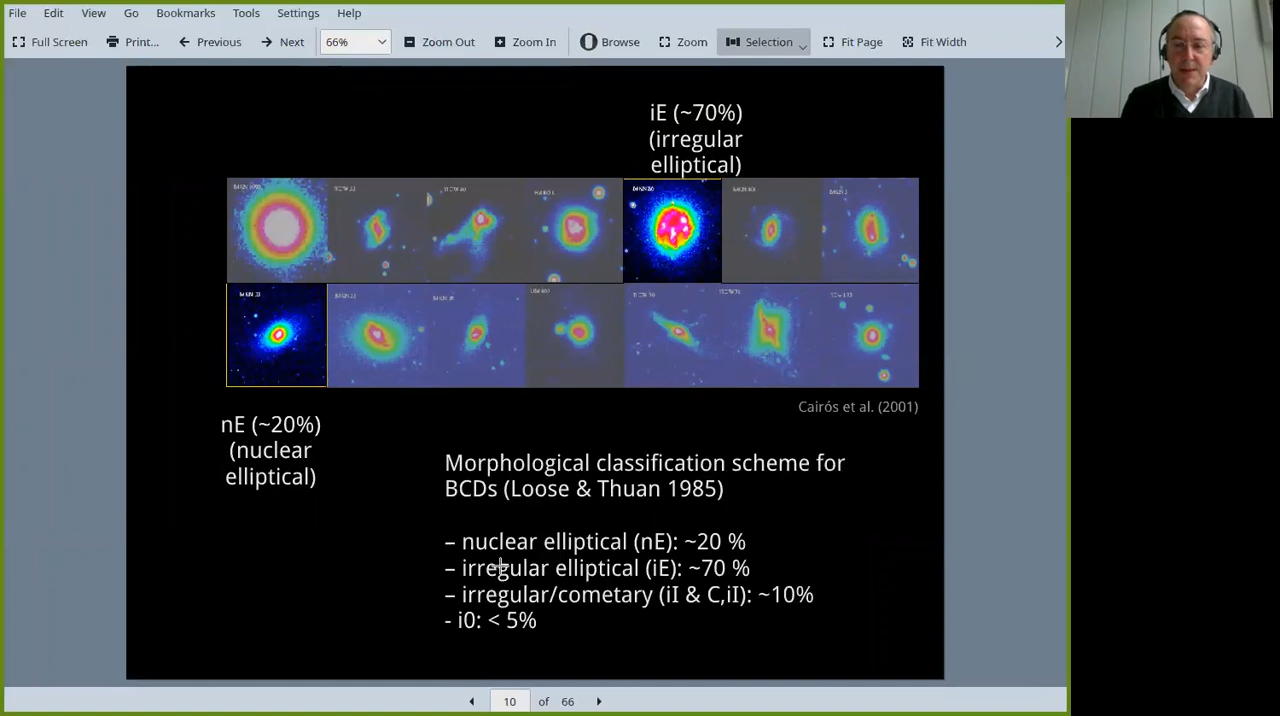 File Edit View Go Bookmarks Tools Settings Help
Full Screen Print... Previous Next 66% Zoom Out Zoom In Browse Zoom Selection Fit Page Fit Width
iE (~70%)
(irregular
elliptical)
nE (~20%)
(nuclear
elliptical)
Cairós et al. (2001)
Morphological classification scheme for
BCDs (Loose & Thuan 1985)
– nuclear elliptical (nE): ~20 %
– irregular elliptical (iE): ~70 %
– irregular/cometary (iI & C,iI): ~10%
- i0: < 5%
10 of 66